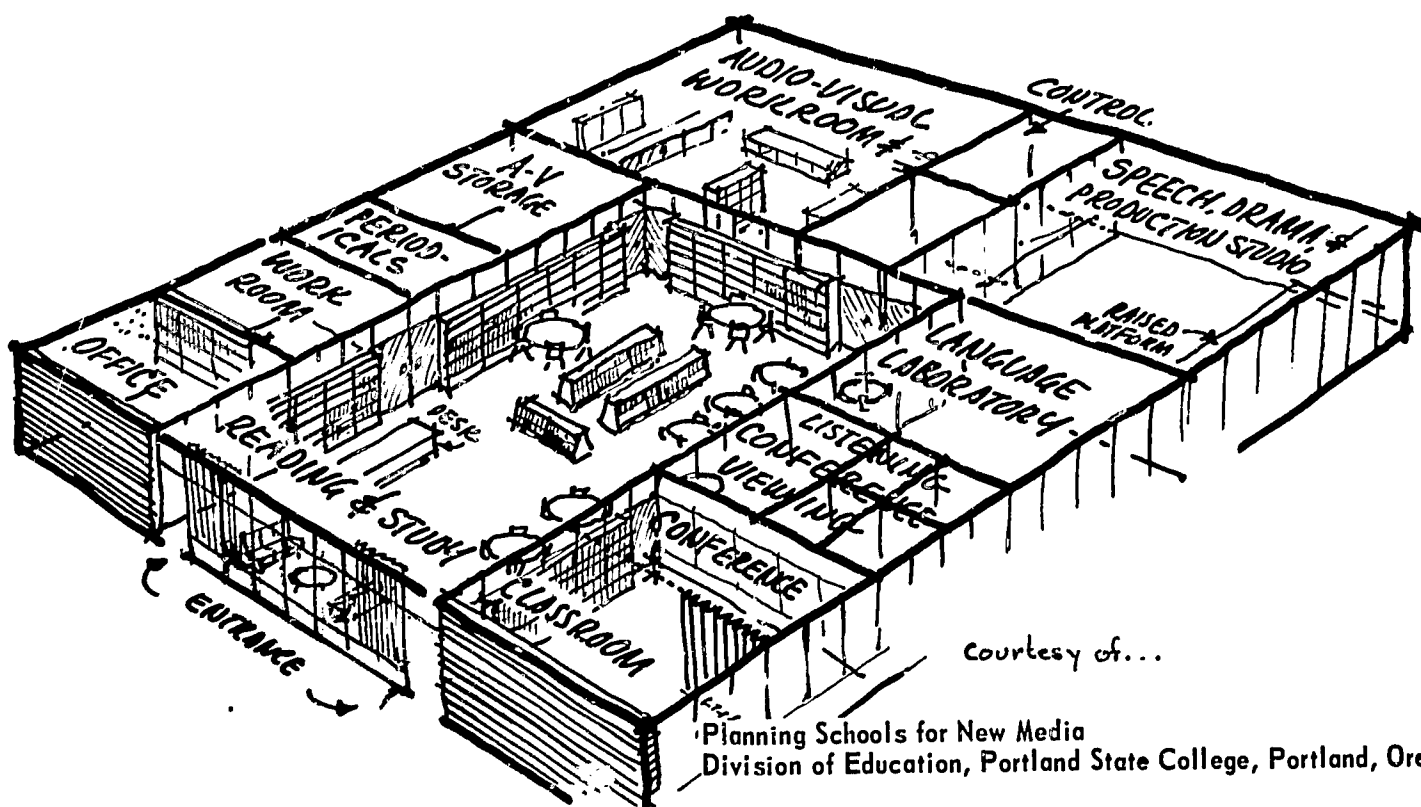 AUDIO-VISUAL
WORKROOM &
CONTROL.
SPEECH, DRAMA &
PRODUCTION STUDIO
A-V
STORAGE
PERIOD-
ICALS
WORK
ROOM
OFFICE
RAISED
PLATFORM
LANGUAGE
LABORATORY
DESK
READING & STUDY
LISTENING
CONFERENCE
VIEWING
CONFERENCE
CLASSROOM
ENTRANCE
Courtesy of...
Planning Schools for New Media
Division of Education, Portland State College, Portland, Ore